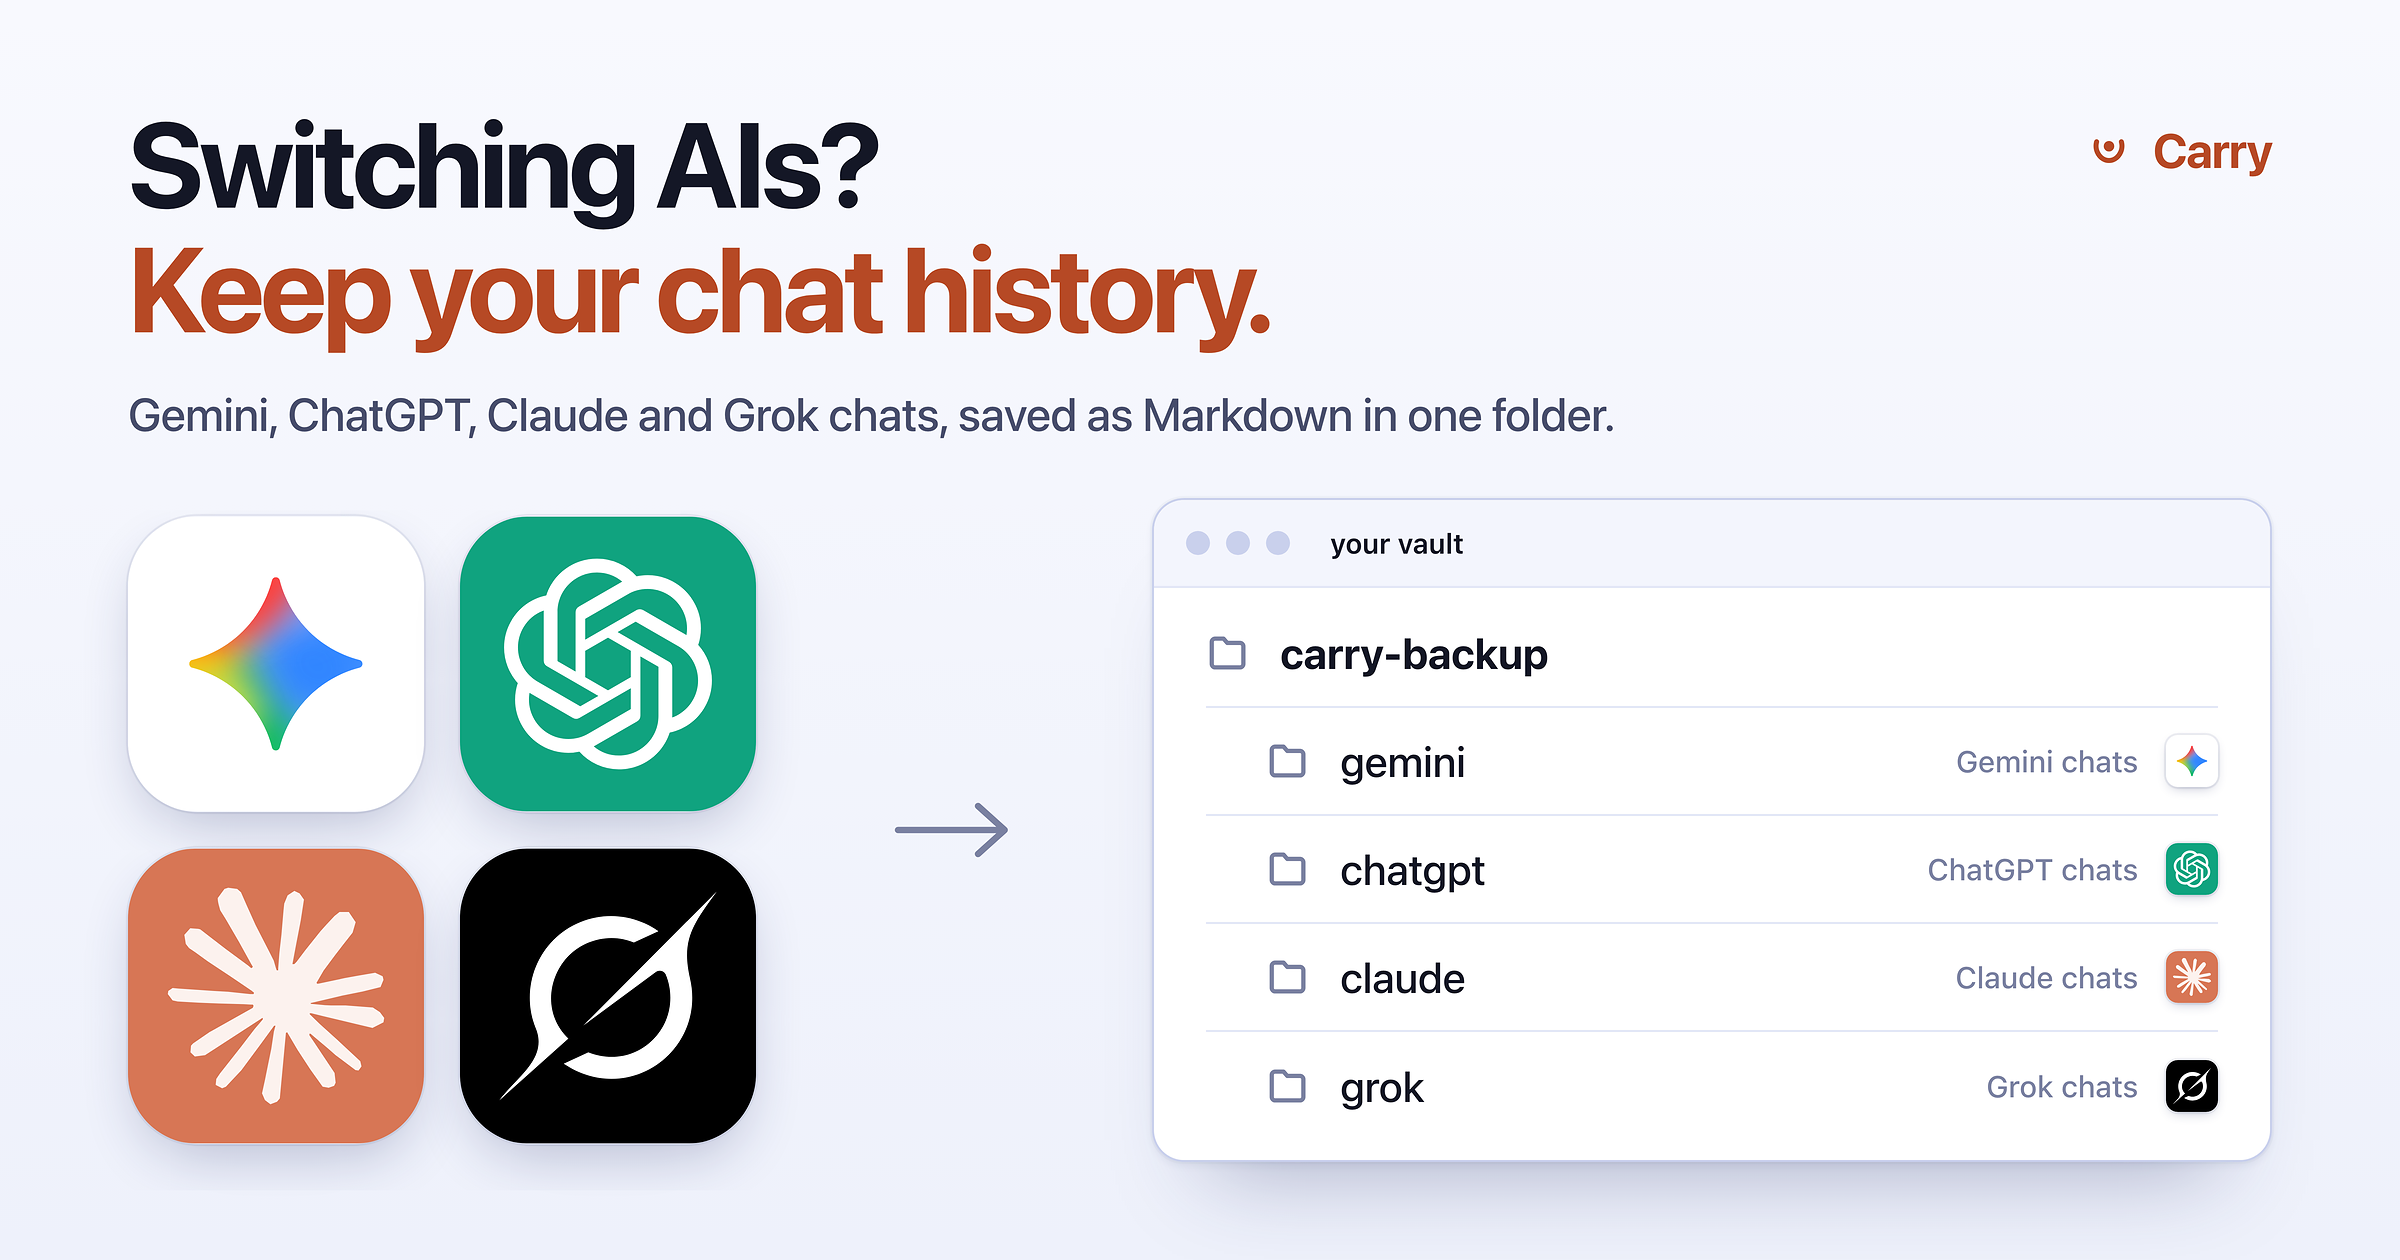 Switching AIs?
Carry
Keep your chat history.
Gemini, ChatGPT, Claude and Grok chats, saved as Markdown in one folder.
your vault
carry-backup
gemini Gemini chats
chatgpt ChatGPT chats
claude Claude chats
grok Grok chats